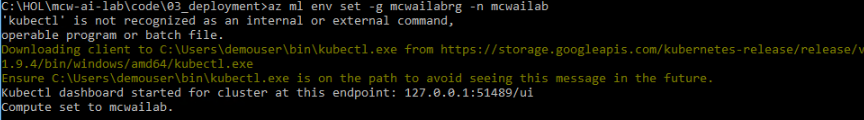 C:\HOL\mcw-ai-lab\code\03_deployment>az ml env set -g mcwailabrg -n mcwailab
'kubectl' is not recognized as an internal or external command,
operable program or batch file.
Downloading client to C:\Users\demouser\bin\kubectl.exe from https://storage.googleapis.com/kubernetes-release/release/v
1.9.4/bin/windows/amd64/kubectl.exe
Ensure C:\Users\demouser\bin\kubectl.exe is on the path to avoid seeing this message in the future.
Kubectl dashboard started for cluster at this endpoint: 127.0.0.1:51489/ui
Compute set to mcwailab.